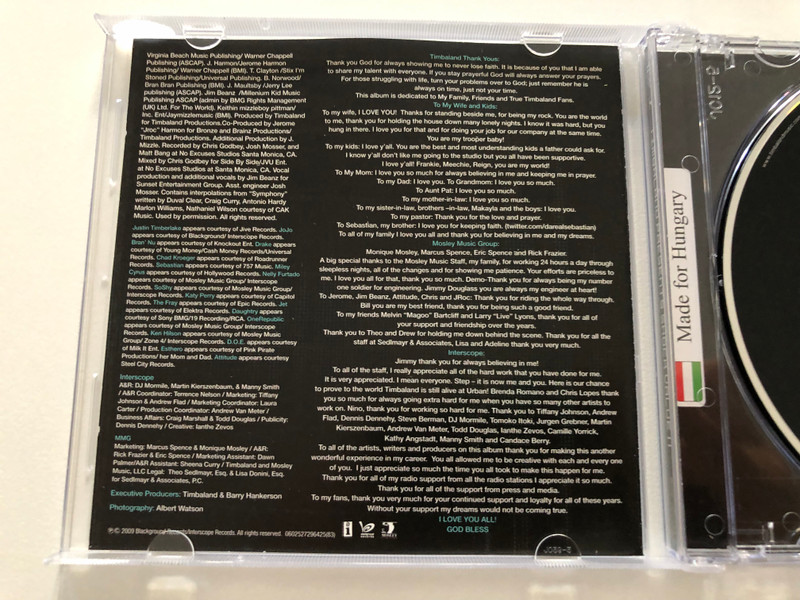 Virginia Beach Music Publishing/ Warner Chappell
Publishing (ASCAP). J. Harmon/Jerome Harmon
Publishing/ Warner Chappell (BMI). T. Clayton /Stix I'm
Stoned Publishing/Universal Publishing. B. Norwood/
Bran Bran Publishing (BMI). J. Maultsby /Jerry Lee
publishing (ASCAP), Jim Beanz /Millenium Kid Music
Publishing ASCAP (admin by BMG Rights Management
(UK) Ltd. For The World). Keithin mizzleboy pittman/
Inc. Ent/Jaymizzlemusic (BMI). Produced by Timbaland
for Timbaland Productions.Co-Produced by Jerome
"Jroc" Harmon for Bronze and Brainz Productions/
Timbaland Productions. Additional Production by J.
Mizzle. Recorded by Chris Godbey, Josh Mosser, and
Matt Bang at No Excuses Studios Santa Monica, CA.
Mixed by Chris Godbey for Side By Side/JVU Ent.
at No Excuses Studios at Santa Monica, CA. Vocal
production and additional vocals by Jim Beanz for
Sunset Entertainment Group. Asst. engineer Josh
Mosser. Contains interpolations from "Symphony"
written by Duval Clear, Craig Curry, Antonio Hardy
Marlon Williams, Nathaniel Wilson courtesy of CAK
Music. Used by permission. All rights reserved.
Justin Timberlake appears courtesy of Jive Records. JoJo
appears courtesy of Background/ Interscope Records.
Bran' Nu appears courtesy of Knockout Ent. Drake appears
courtesy of Young Money/Cash Money Records/Universal
Records. Chad Kroeger appears courtesy of Roadrunner
Records. Sebastian appears courtesy of 757 Music. Miley
Cyrus appears courtesy of Hollywood Records. Nelly Furtado
appears courtesy of Mosley Music Group/ Interscope
Records. SoShy appears courtesy of Mosley Music Group/
Interscope Records. Katy Perry appears courtesy of Capitol
Records. The Fray appears courtesy of Epic Records. Jet
appears courtesy of Elektra Records. Daughtry appears
courtesy of Sony BMG/19 Recording/RCA. OneRepublic
appears courtesy of Mosley Music Group/ Interscope
Records. Ken Hilson appears courtesy of Mosley Music
Group/ Zone 4/ Interscope Records. D.O.E. appears courtesy
of Milk It Ent. Esthero appears courtesy of Pink Pirate
Productions/ her Mom and Dad. Attitude appears courtesy
Steel City Records.
Interscope
A&R: DJ Mormile, Martin Kierszenbaum, & Manny Smith
/ A&R Coordinator: Terrence Nelson / Marketing: Tiffany
Johnson & Andrew Flad / Marketing Coordinator: Laura
Carter / Production Coordinator: Andrew Van Meter /
Business Affairs: Craig Marshall & Todd Douglas / Publicity:
Dennis Dennehy / Creative: Ianthe Zevos
MMG
Marketing: Marcus Spence & Monique Mosley / A&R:
Rick Frazier & Eric Spence / Marketing Assistant: Dawn
Palmer/A&R Assistant: Sheena Curry / Timbaland and Mosley
Music, LLC Legal: Theo Sedlmayr, Esq. & Lisa Donini, Esq.
for Sedlmayr & Associates, P.C.
Executive Producers: Timbaland & Barry Hankerson
Photography: Albert Watson
℗/© 2009 Blackground Records/Interscope Records. All rights reserved. 0602527296425(83)
Timbaland Thank Yous:
Thank you God for always showing me to never lose faith. It is because of you that I am able
to share my talent with everyone. If you stay prayerful God will always answer your prayers.
For those struggling with life, turn your problems over to God; just remember he is
always on time, just not your time.
This album is dedicated to My Family, Friends and True Timbaland Fans.
To My Wife and Kids:
To my wife, I LOVE YOU! Thanks for standing beside me, for being my rock. You are the world
to me, thank you for holding the house down many lonely nights. I know it was hard, but you
hung in there. I love you for that and for doing your job for our company at the same time.
You are my trooper baby!
To my kids: I love y'all. You are the best and most understanding kids a father could ask for.
I know y'all don't like me going to the studio but you all have been supportive.
I love y'all! Frankie, Meechie, Reign, you are my world!
To My Mom: I love you so much for always believing in me and keeping me in prayer.
to my Dad: I love you. To Grandmom: I love you so much.
To Aunt Pat: I love you so much.
to my mother-in-law: I love you so much.
To my sister-in-law, brothers –in-law, Makayla and the boys: I love you.
To my pastor: Thank you for the love and prayer.
To Sebastian, my brother: I love you for keeping faith. (twitter.com/darealsebastian)
To all of my family I love you all and thank you for believing in me and my dreams.
Mosley Music Group:
Monique Mosley, Marcus Spence, Eric Spence and Rick Frazier:
A big special thanks to the Mosley Music Staff, my family, for working 24 hours a day through
sleepless nights, all of the changes and for showing me patience. Your efforts are priceless to
me. I love you all for that, thank you so much. Demo-Thank you for always being my number
one soldier for engineering. Jimmy Douglass you are always my engineer at heart!
To Jerome, Jim Beanz, Attitude, Chris and JRoc: Thank you for riding the whole way through.
Bill you are my best friend, thank you for being such a good friend.
To my friends Melvin "Magoo" Bartcliff and Larry "Live" Lyons, thank you for all of
your support and friendship over the years.
Thank you to Theo and Drew for holding me down behind the scene. Thank you for all the
staff at Sedlmayr & Associates, Lisa and Adeline thank you very much.
Interscope:
Jimmy thank you for always believing in me!
To all of the staff, I really appreciate all of the hard work that you have done for me.
It is very appreciated. I mean everyone. Step – it is now me and you. Here is our chance
to prove to the world Timbaland is still alive at Urban! Brenda Romano and Chris Lopes thank
you so much for always going extra hard for me when you have so many other artists to
work on. Nino, thank you for working so hard for me. Thank you to Tiffany Johnson, Andrew
Flad, Dennis Dennehy, Steve Berman, DJ Mormile, Tomoko Itoki, Jurgen Grebner, Martin
Kierszenbaum, Andrew Van Meter, Todd Douglas, Ianthe Zevos, Camille Yorrick,
Kathy Angstadt, Manny Smith and Candace Berry.
To all of the artists, writers and producers on this album thank you for making this another
wonderful experience in my career. You all allowed me to be creative with each and every one
of you. I just appreciate so much the time you all took to make this happen for me.
Thank you for all of my radio support from all the radio stations I appreciate it so much.
Thank you for all of the support from press and media.
To my fans, thank you very much for your continued support and loyalty for all of these years.
Without your support my dreams would not be coming true.
I LOVE YOU ALL!
GOD BLESS
Made for Hungary